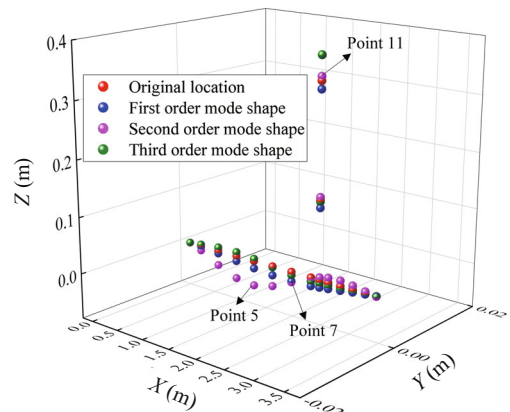 0.4
Point 11
Original location
First order mode shape
Second order mode shape
Third order mode shape
0.3
0.2
Z (m)
0.1
0.0
Point 5
Point 7
0.0
0.5
1.0
1.5
2.0
2.5
3.0
3.5
X (m)
0.02
0.00
-0.02
Y (m)